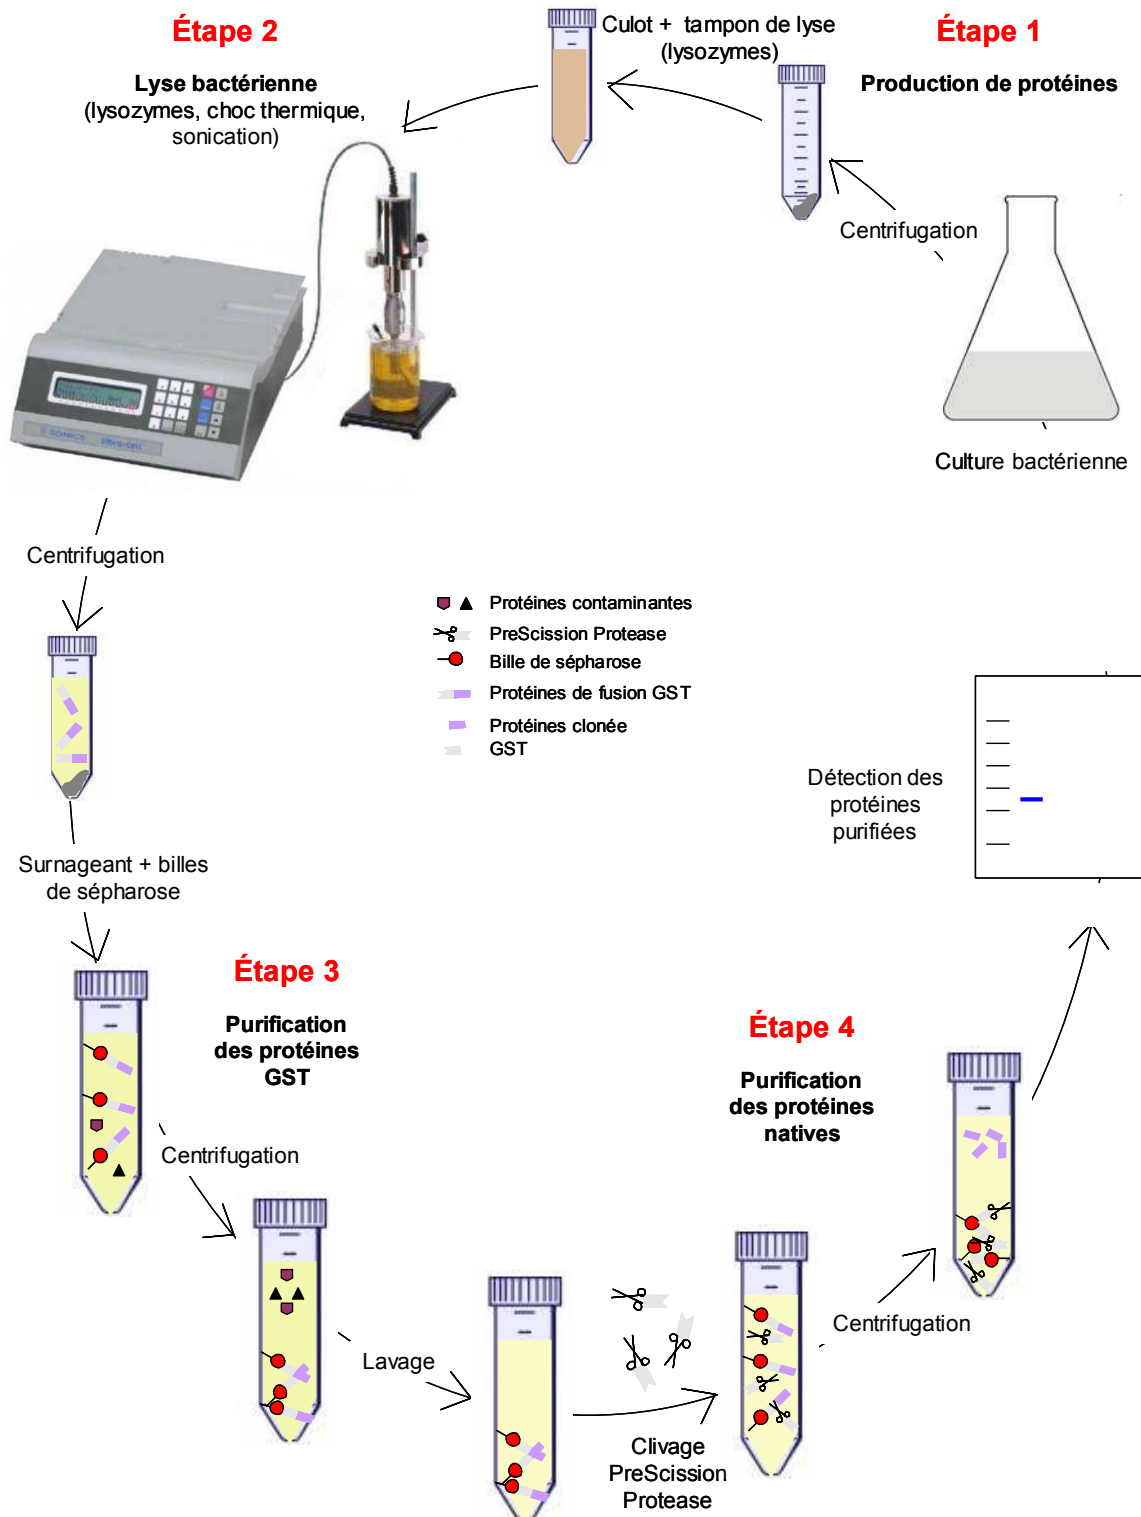 Étape 1
Production de protéines
Culture bactérienne
Centrifugation
Culot + tampon de lyse
(lysozymes)
Étape 2
Lyse bactérienne
(lysozymes, choc thermique,
sonication)
SONICS
Centrifugation
Surnageant + billes
de sépharose
Protéines contaminantes
PreScission Protease
Bille de sépharose
Protéines de fusion GST
Protéines clonée
GST
Étape 3
Purification
des protéines
GST
Centrifugation
Lavage
Clivage
PreScission
Protease
Étape 4
Purification
des protéines
natives
Centrifugation
Détection des
protéines
purifiées